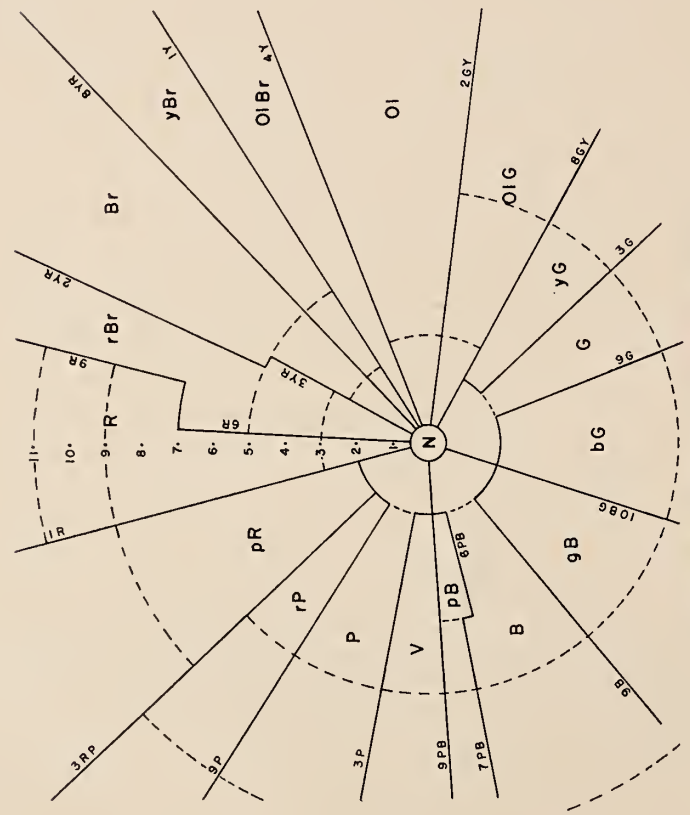 8YR
1Y
4Y
yBr
OlBr
Br
Ol
2GY
2YR
OlG
8GY
rBr
9R
yG
3G
3YR
R
G
9G
6R
11.
10.
9.
8.
7.
6.
5.
4.
3.
2.
1.
N
bG
1R
10BG
pR
gB
rP
pB
6PB
P
V
B
9B
3RP
9P
3P
9PB
7PB